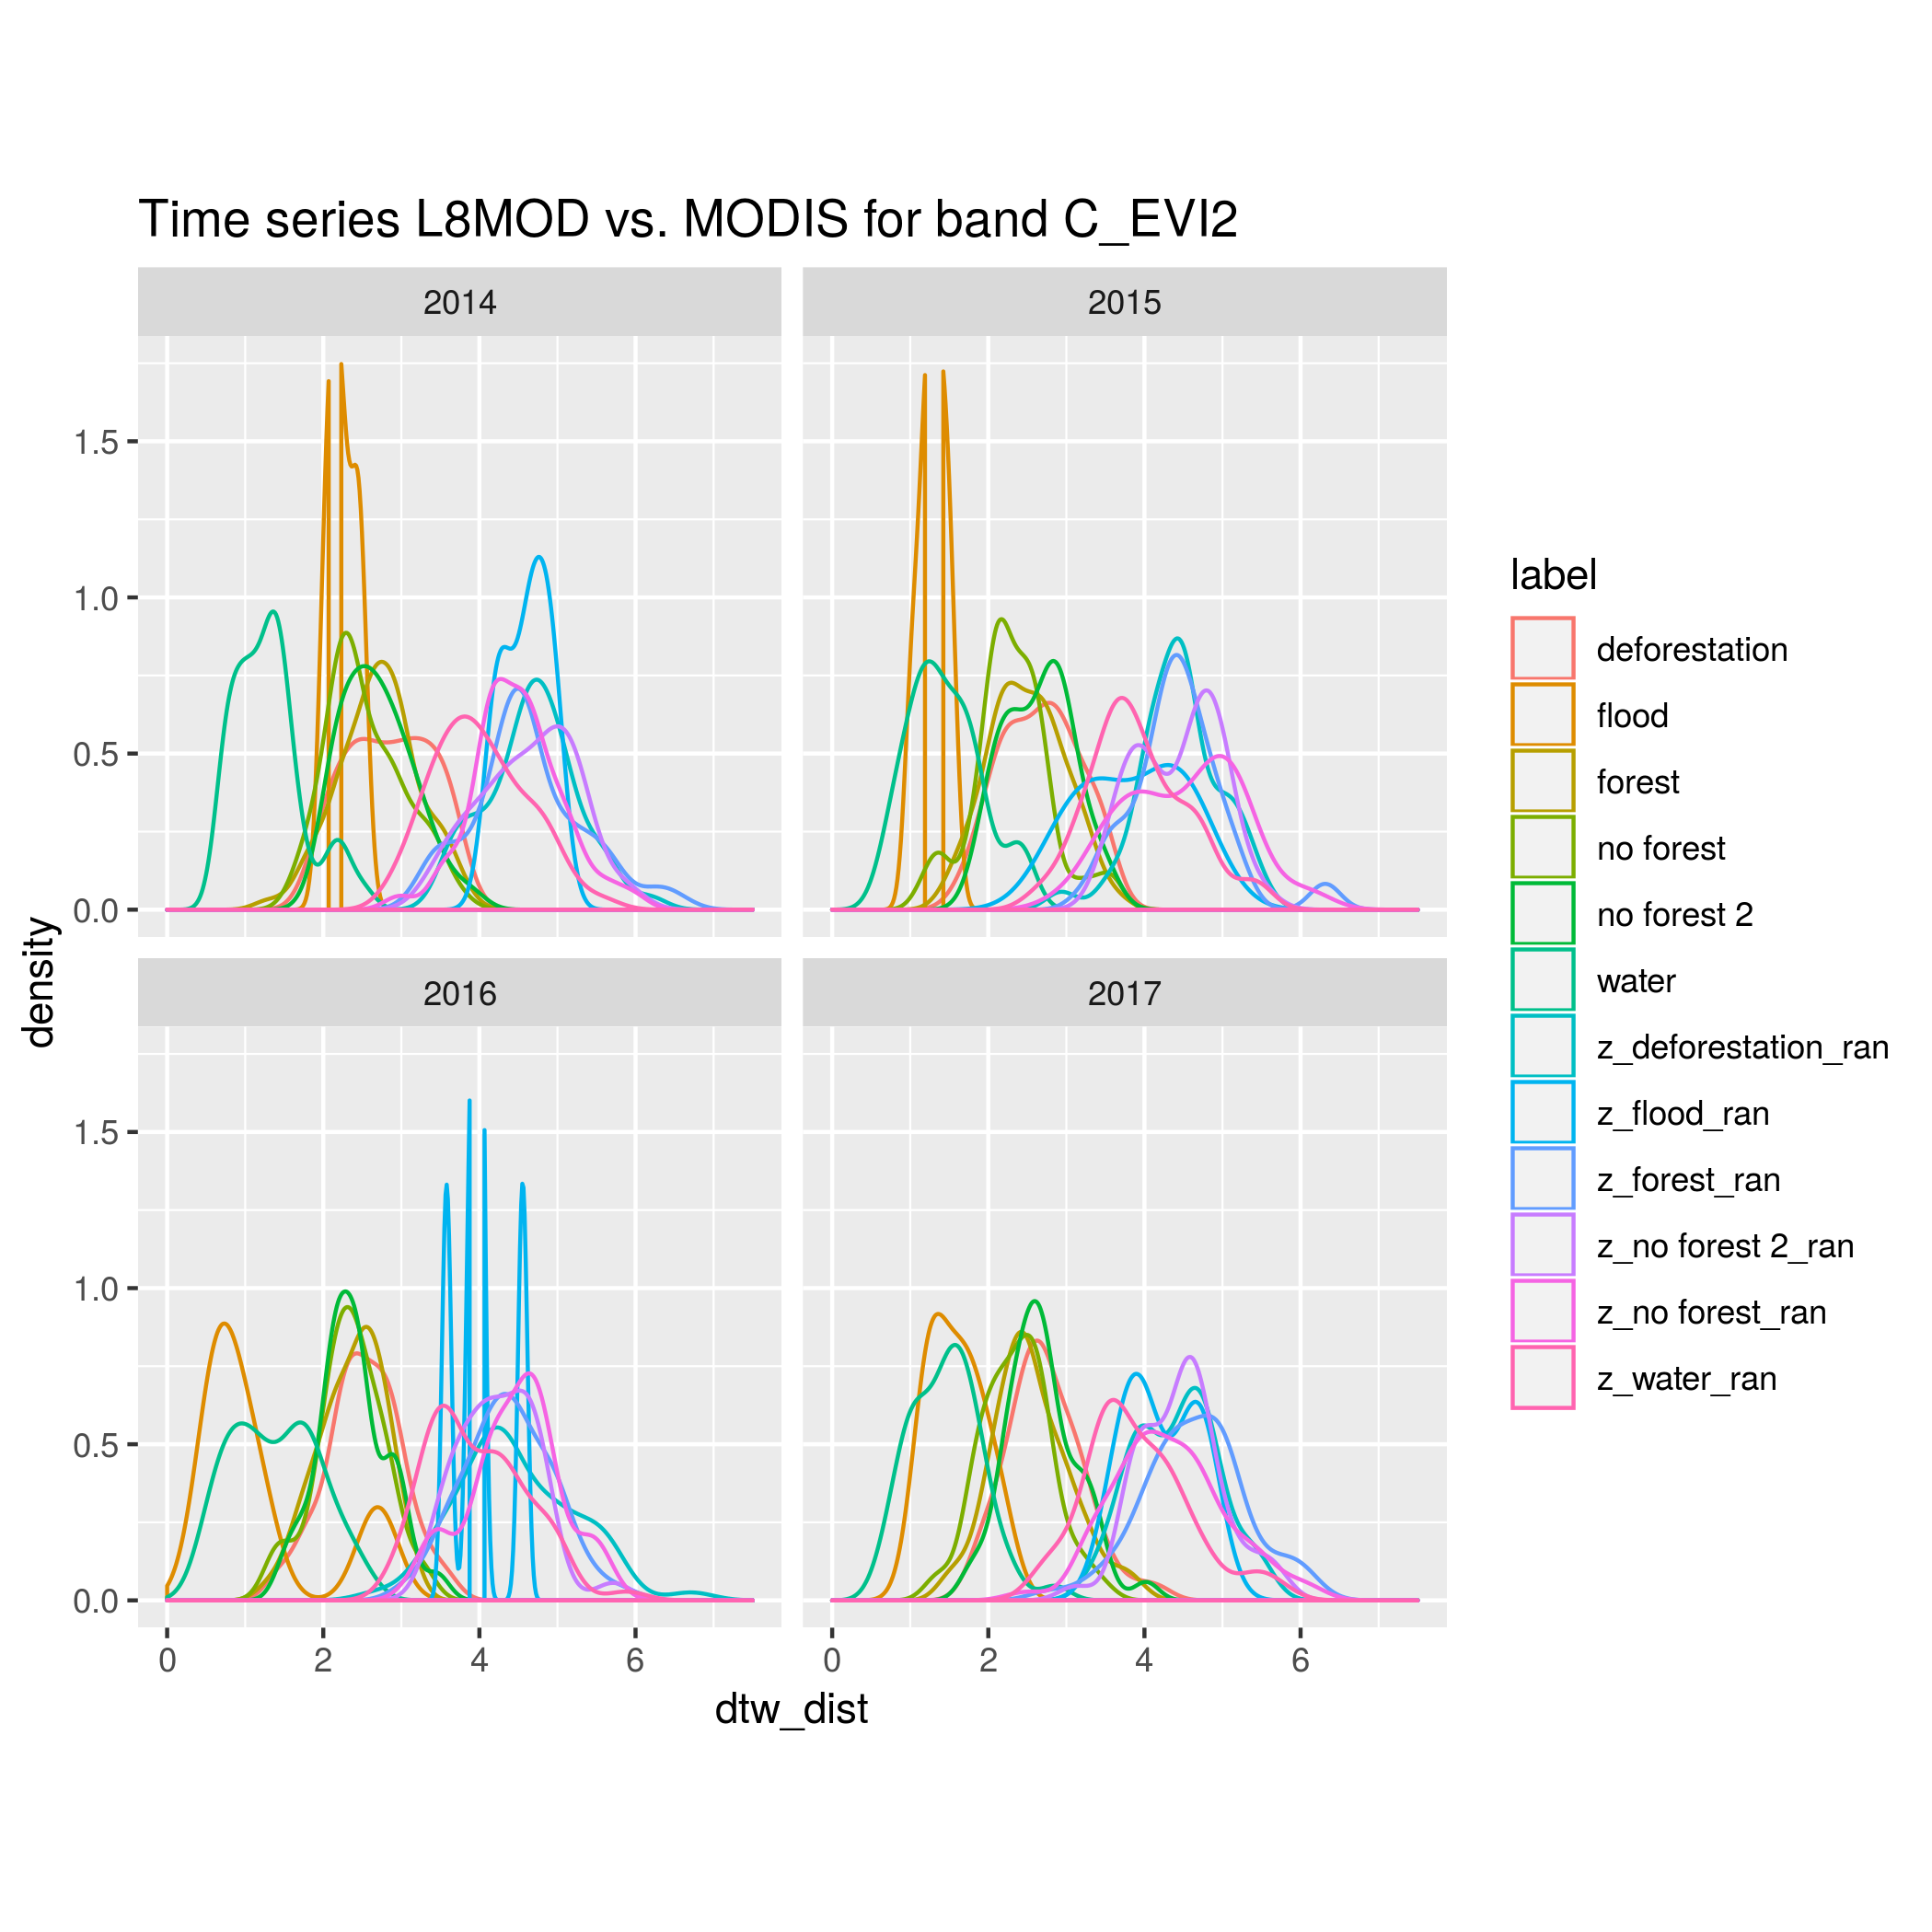 Time series L8MOD vs. MODIS for band C_EVI2
2014
2015
1.5
1.0
0.5
0.0
density
2016
2017
1.5
1.0
0.5
0.0
0 2 4 6
0 2 4 6
dtw_dist
label
deforestation
flood
forest
no forest
no forest 2
water
z_deforestation_ran
z_flood_ran
z_forest_ran
z_no forest 2_ran
z_no forest_ran
z_water_ran